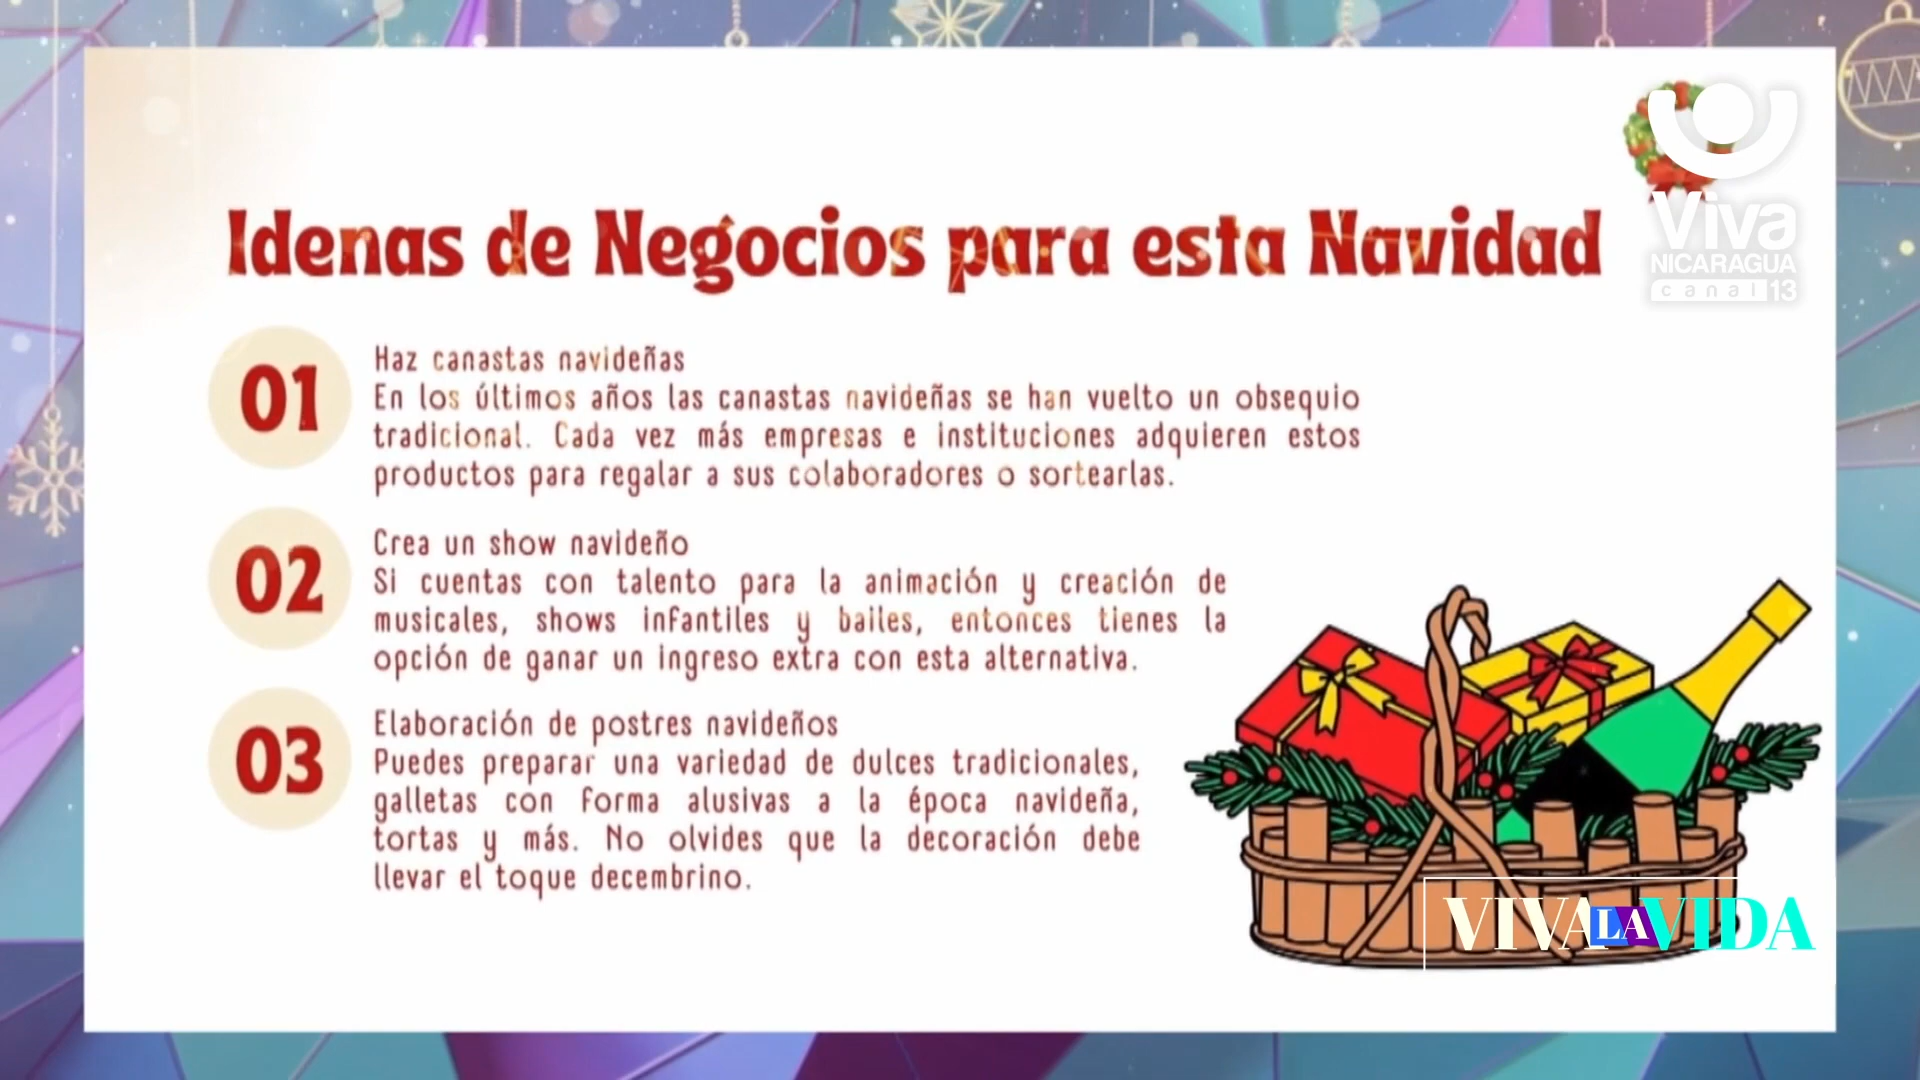 Viva
NICARAGUA
canal 13
Idenas de Negocios para esta Navidad
01
Haz canastas navideñas
En los últimos años las canastas navideñas se han vuelto un obsequio
tradicional. Cada vez más empresas e instituciones adquieren estos
productos para regalar a sus colaboradores o sortearlas.
02
Crea un show navideño
Si cuentas con talento para la animación y creación de
musicales, shows infantiles y bailes, entonces tienes la
opción de ganar un ingreso extra con esta alternativa.
03
Elaboración de postres navideños
Puedes preparar una variedad de dulces tradicionales,
galletas con forma alusivas a la época navideña,
tortas y más. No olvides que la decoración debe
llevar el toque decembrino.
VIVA LA VIDA